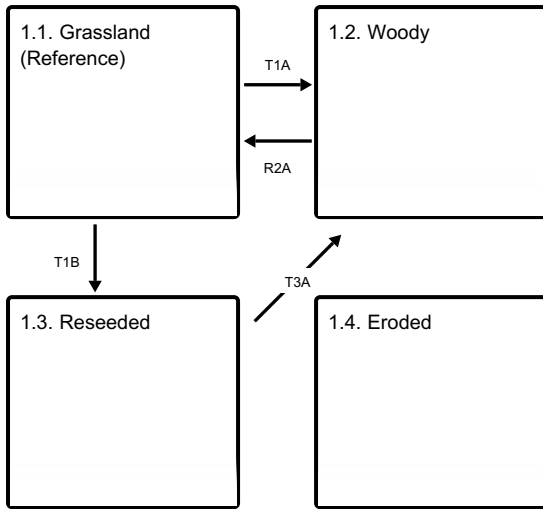 1.1. Grassland
(Reference)
1.2. Woody
T1A
R2A
T1B
T3A
1.3. Reseeded
1.4. Eroded